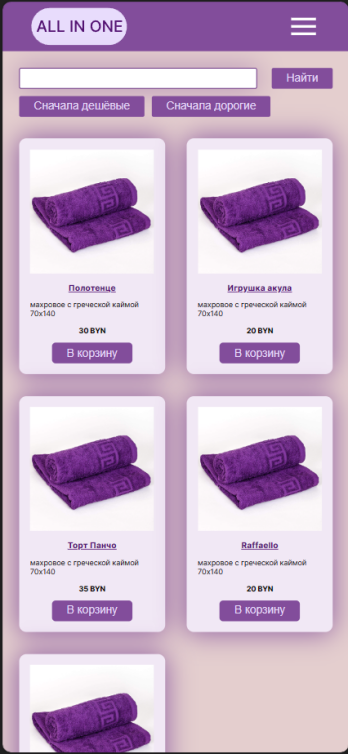 ALL IN ONE
Найти
Сначала дешёвые Сначала дорогие
Полотенце
махровое с греческой каймой
70x140
30 BYN
В корзину
Игрушка акула
махровое с греческой каймой
70x140
20 BYN
В корзину
Торт Панчо
махровое с греческой каймой
70x140
35 BYN
В корзину
Raffaello
махровое с греческой каймой
70x140
20 BYN
В корзину